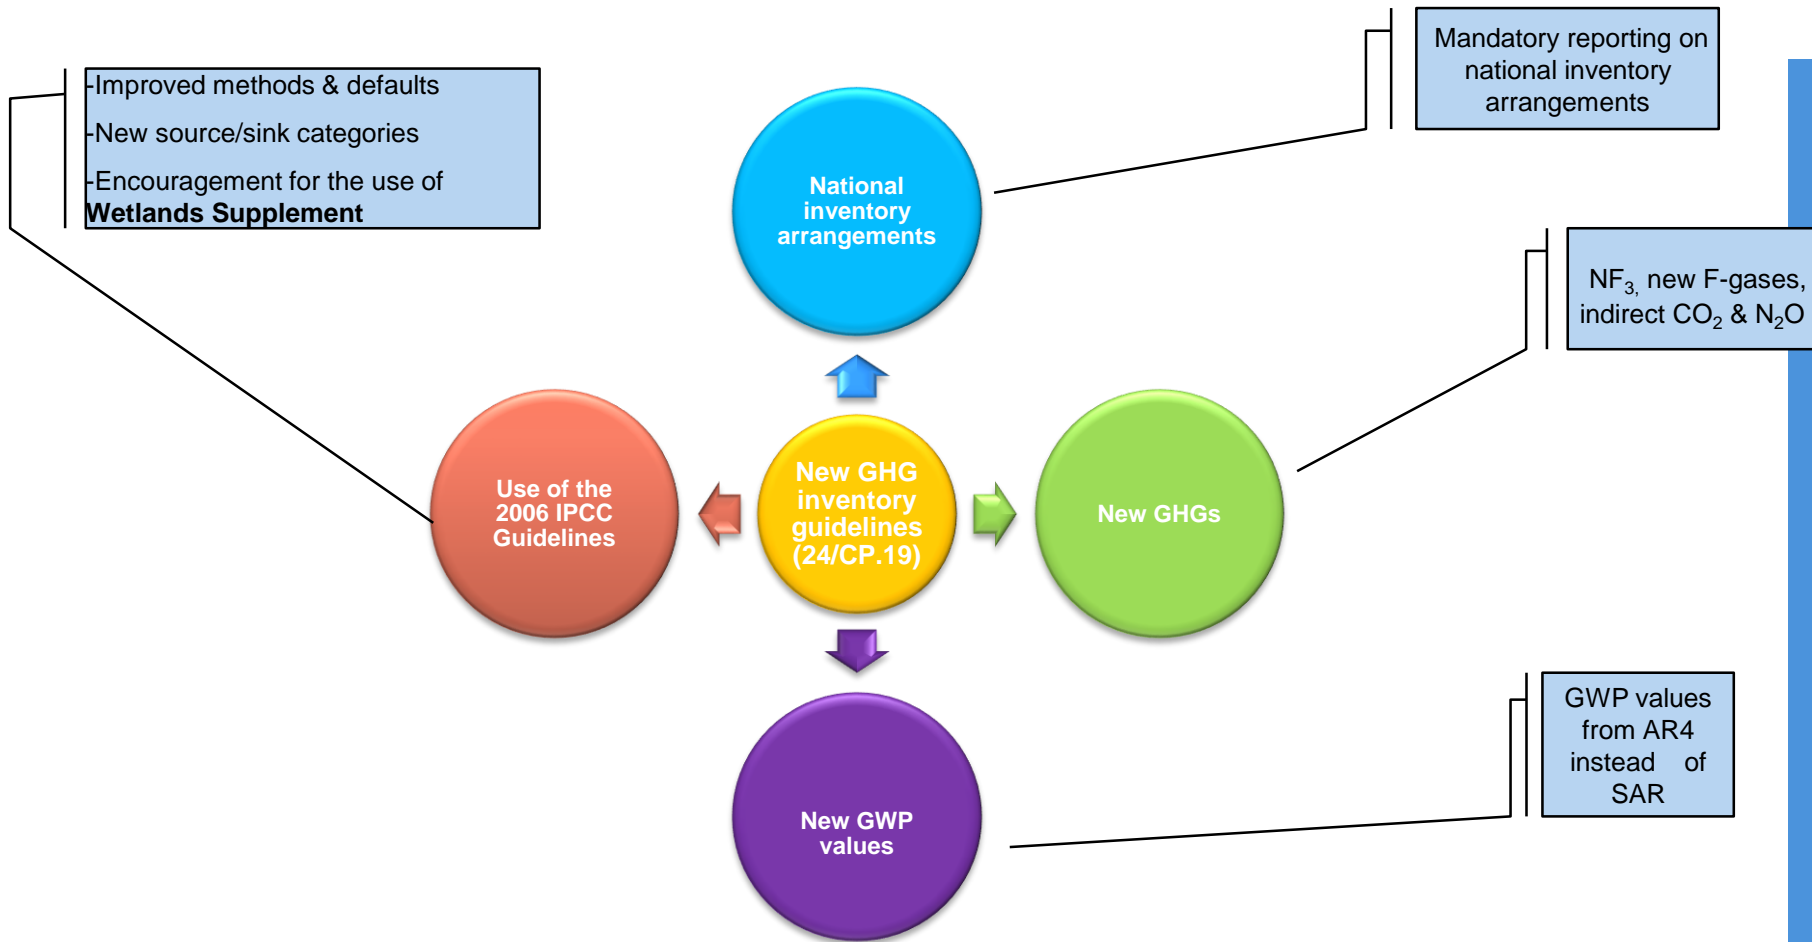 -Improved methods & defaults
-New source/sink categories
-Encouragement for the use of
Wetlands Supplement
Mandatory reporting on
national inventory
arrangements
National
inventory
arrangements
NF₃, new F-gases,
indirect CO₂ & N₂O
Use of the
2006 IPCC
Guidelines
New GHG
inventory
guidelines
(24/CP.19)
New GHGs
New GWP
values
GWP values
from AR4
instead of
SAR